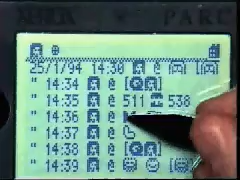 XEROX PARC
25/1/94 14:30 @
" 14:34 @
" 14:35 @ 511 538
" 14:36 @
" 14:37 @
" 14:38 @
" 14:39 @